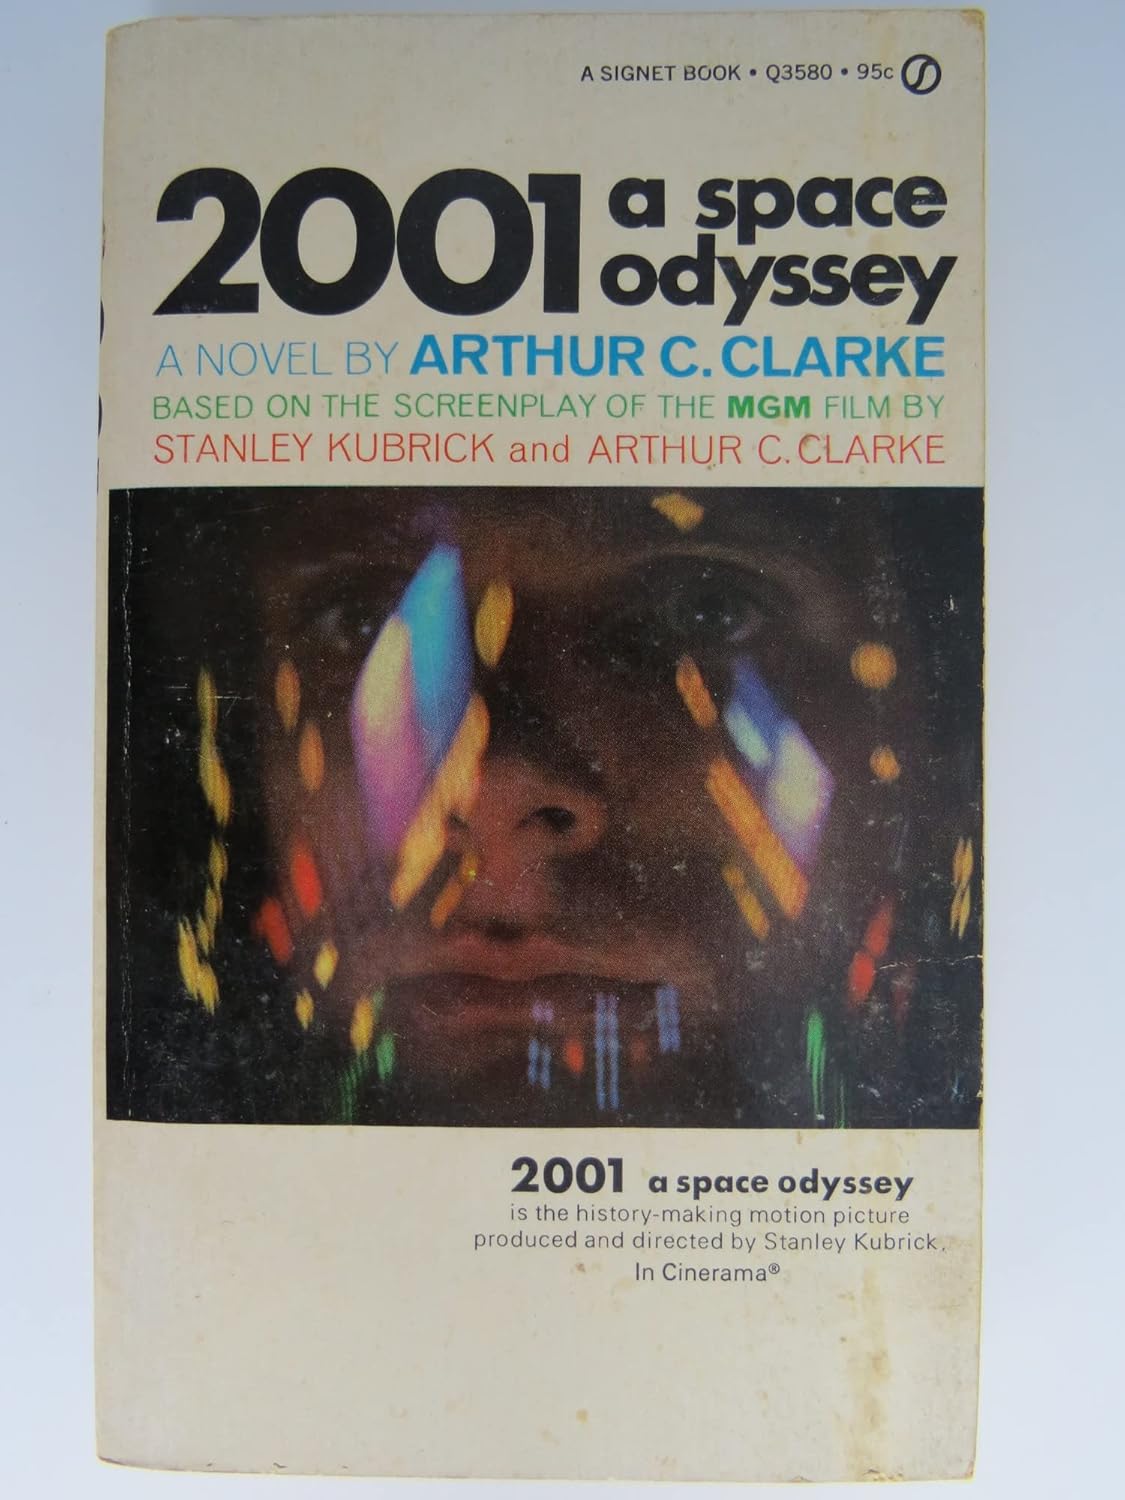 A SIGNET BOOK • Q3580 • 95c
2001 a space
odyssey
A NOVEL BY ARTHUR C. CLARKE
BASED ON THE SCREENPLAY OF THE MGM FILM BY
STANLEY KUBRICK and ARTHUR C. CLARKE
2001 a space odyssey
is the history-making motion picture
produced and directed by Stanley Kubrick.
In Cinerama®